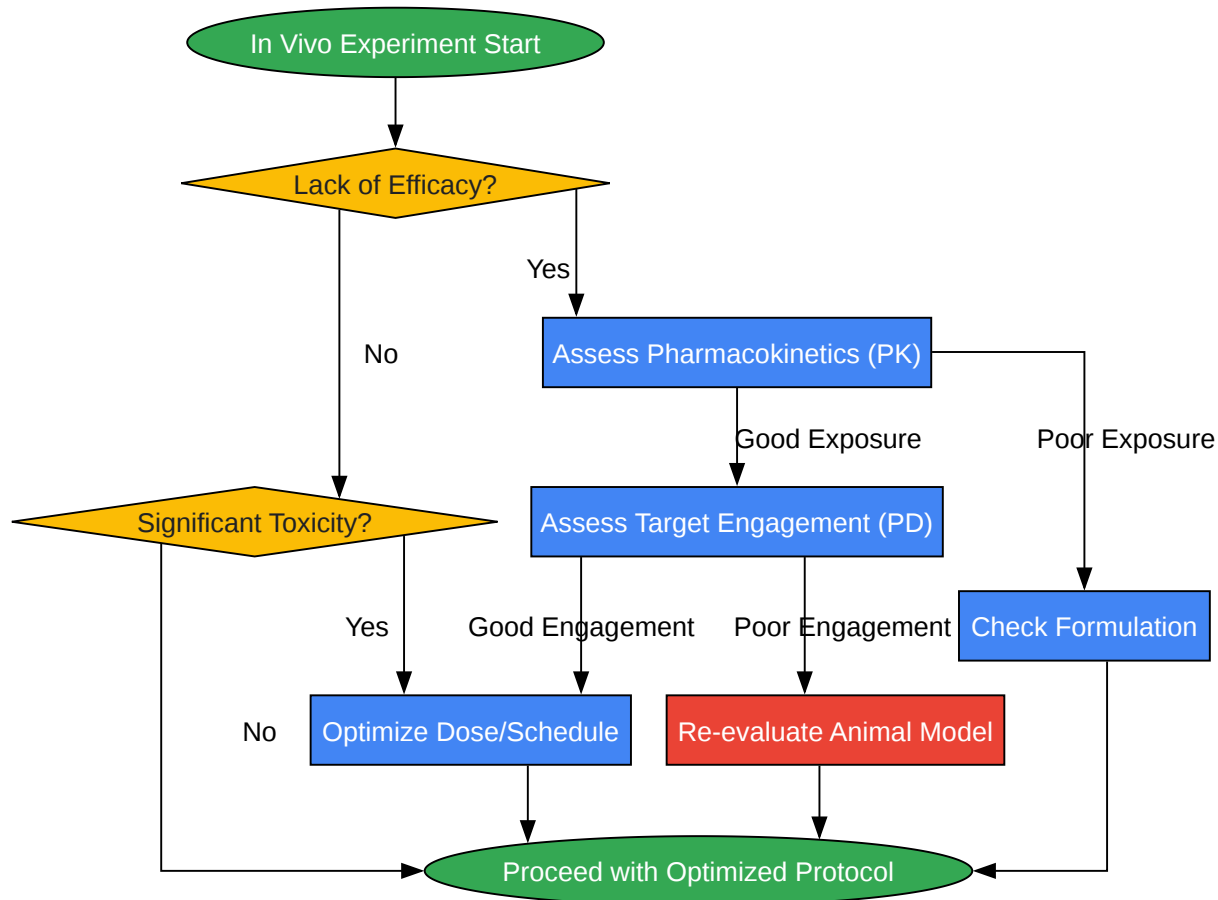 In Vivo Experiment Start
Lack of Efficacy?
Yes
No
Assess Pharmacokinetics (PK)
Good Exposure
Poor Exposure
Significant Toxicity?
Assess Target Engagement (PD)
Yes
Good Engagement
Poor Engagement
Check Formulation
No
Optimize Dose/Schedule
Re-evaluate Animal Model
Proceed with Optimized Protocol